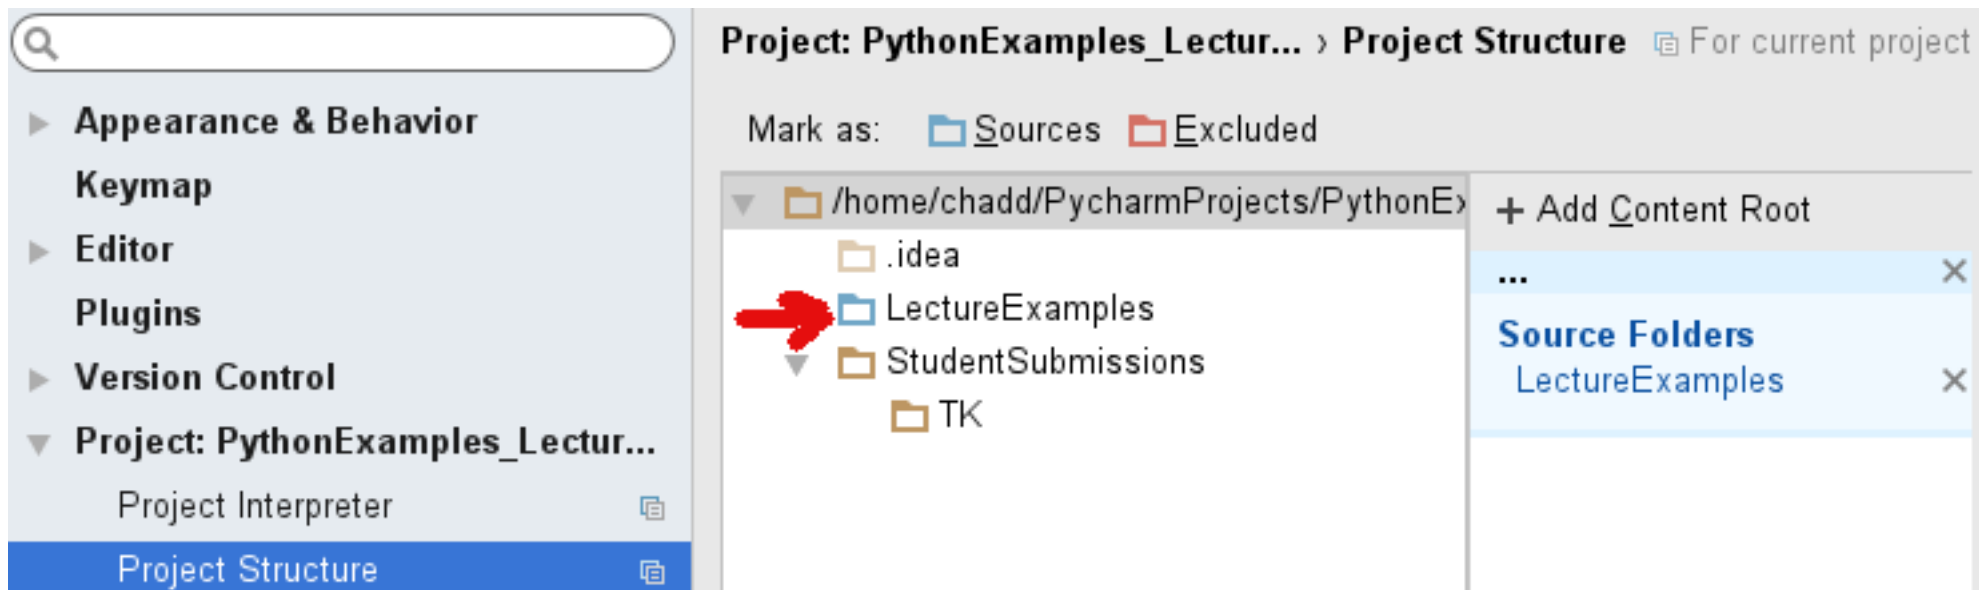 Appearance & Behavior
Keymap
Editor
Plugins
Version Control
Project: PythonExamples_Lectur...
Project Interpreter
Project Structure
Project: PythonExamples_Lectur... › Project Structure For current project
Mark as: Sources Excluded
/home/chadd/PycharmProjects/PythonEx
.idea
LectureExamples
StudentSubmissions
TK
+ Add Content Root
...
Source Folders
LectureExamples